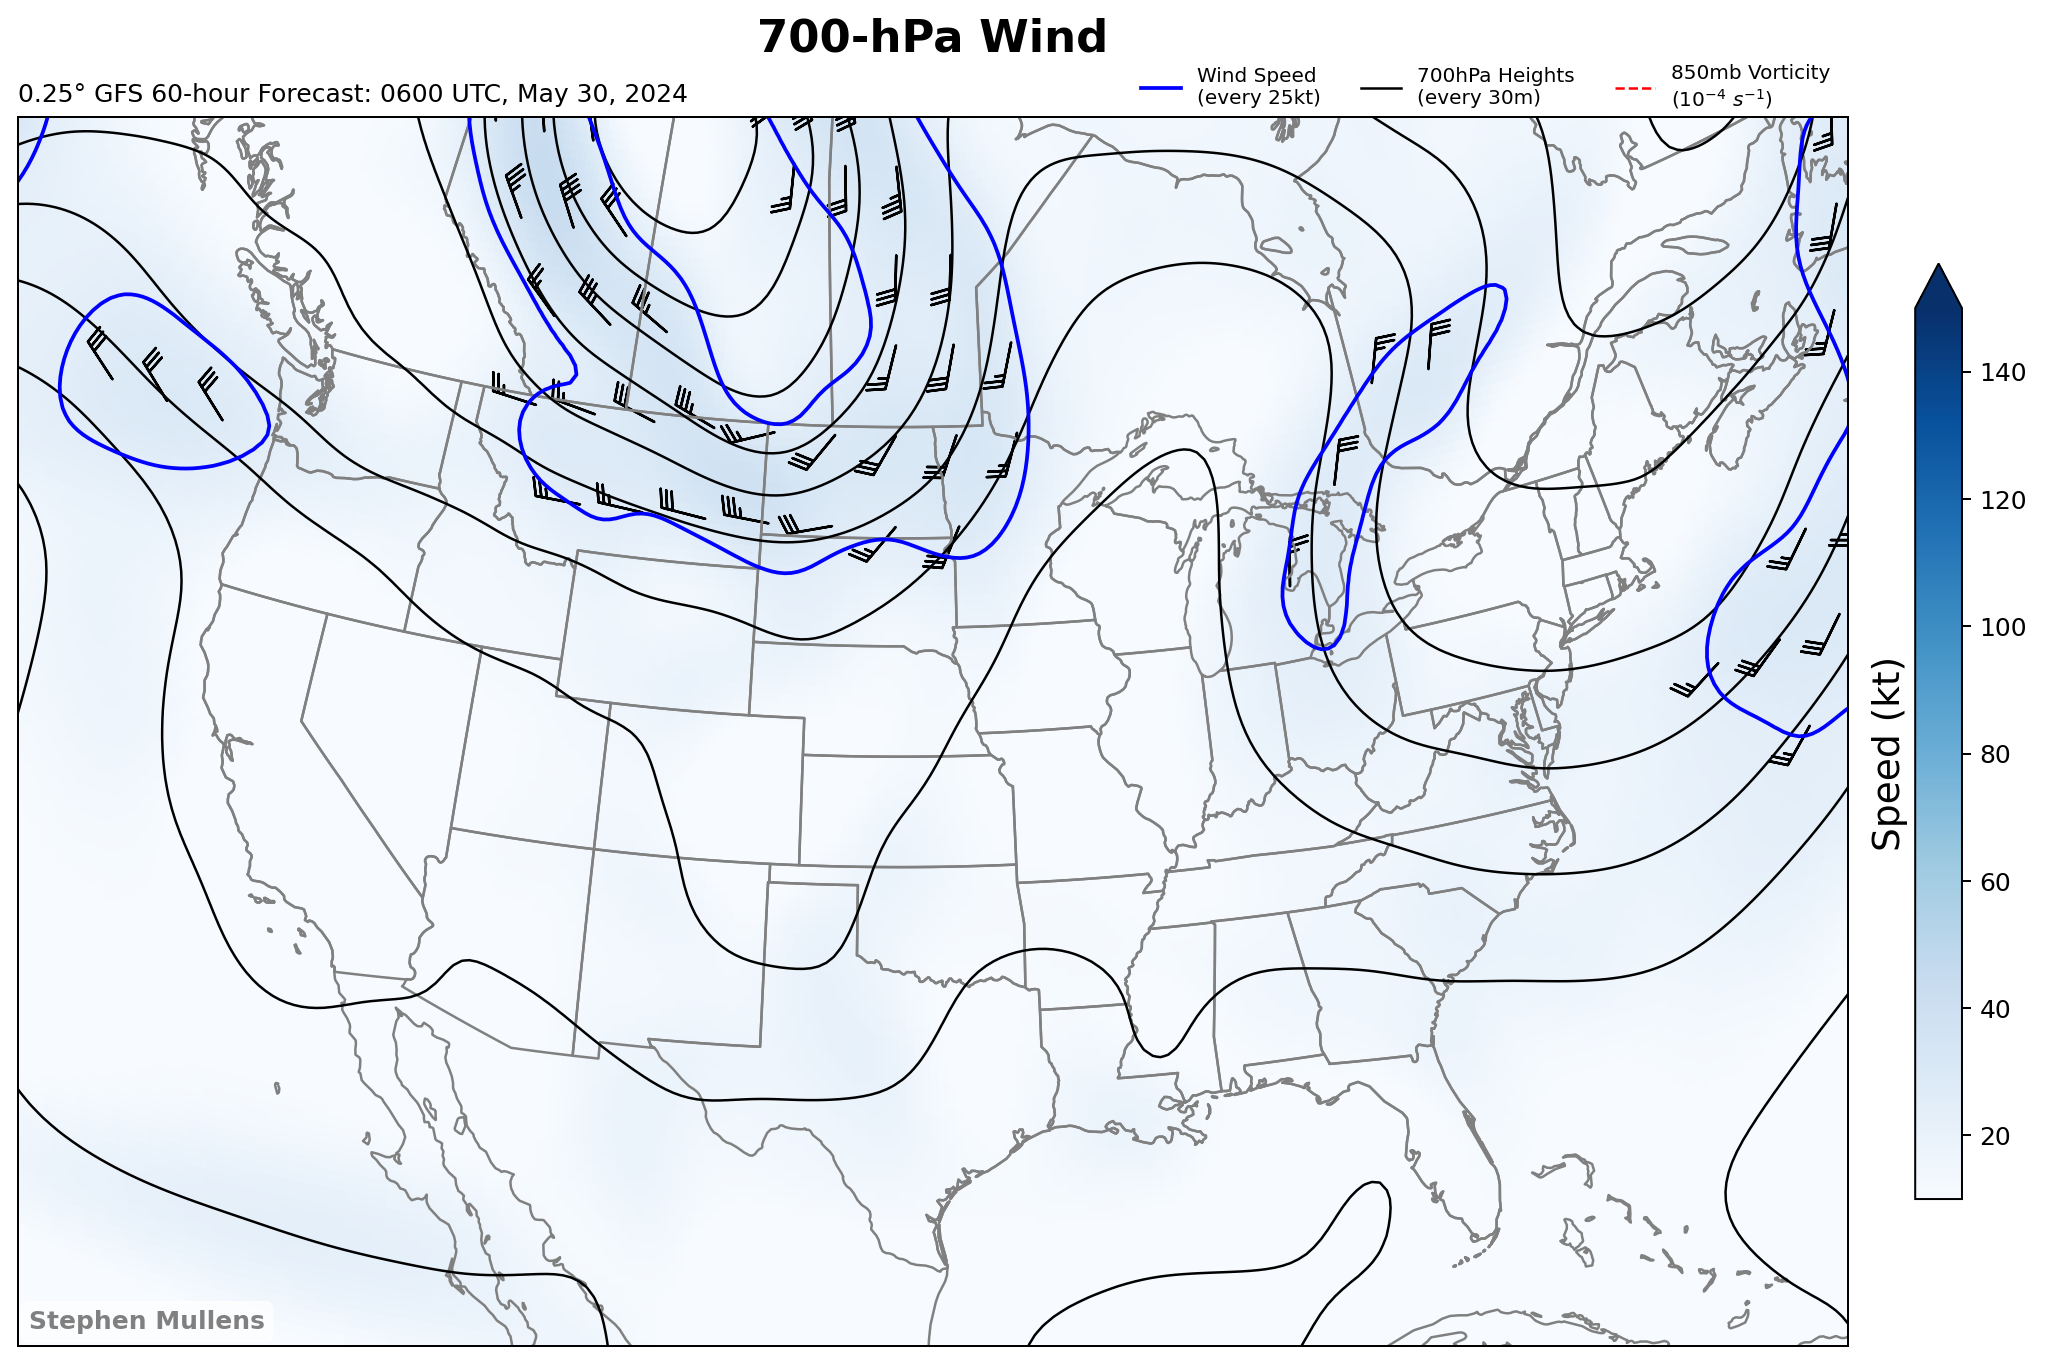 700-hPa Wind
0.25° GFS 60-hour Forecast: 0600 UTC, May 30, 2024
Wind Speed
(every 25kt)
700hPa Heights
(every 30m)
850mb Vorticity
(10⁻⁴ s⁻¹)
140
120
100
80
60
40
20
Speed (kt)
Stephen Mullens